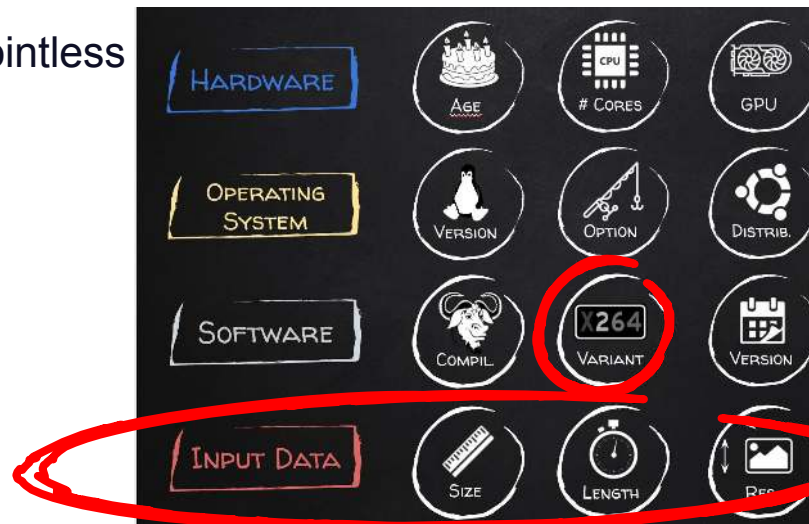 ointless
HARDWARE
AGE
CPU
# CORES
GPU
OPERATING
SYSTEM
VERSION
OPTION
DISTRIB.
SOFTWARE
COMPIL.
X264
VARIANT
VERSION
INPUT DATA
SIZE
LENGTH